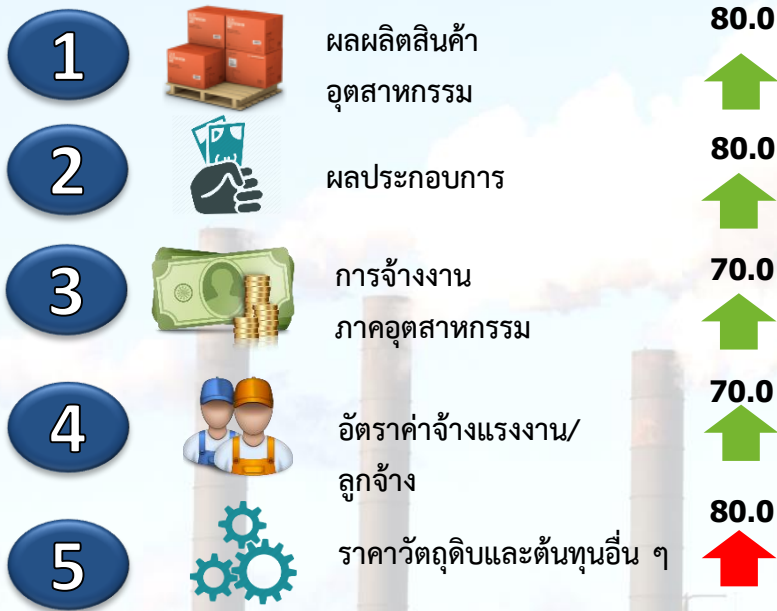 1
ผลผลิตสินค้า
อุตสาหกรรม
80.0
2
ผลประกอบการ
80.0
3
การจ้างงาน
ภาคอุตสาหกรรม
70.0
4
อัตราค่าจ้างแรงงาน/
ลูกจ้าง
70.0
5
ราคาวัตถุดิบและต้นทุนอื่น ๆ
80.0